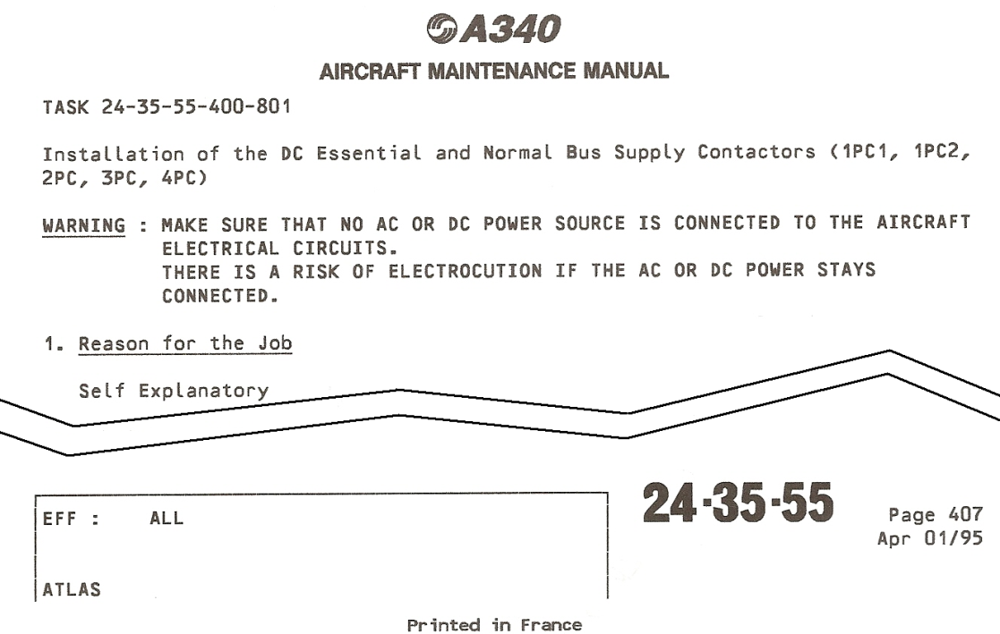 A340
AIRCRAFT MAINTENANCE MANUAL
TASK 24-35-55-400-801
Installation of the DC Essential and Normal Bus Supply Contactors (1PC1, 1PC2,
2PC, 3PC, 4PC)
WARNING : MAKE SURE THAT NO AC OR DC POWER SOURCE IS CONNECTED TO THE AIRCRAFT
ELECTRICAL CIRCUITS.
THERE IS A RISK OF ELECTROCUTION IF THE AC OR DC POWER STAYS
CONNECTED.
1. Reason for the Job
Self Explanatory
EFF : ALL
ATLAS
24-35-55
Page 407
Apr 01/95
Printed in France